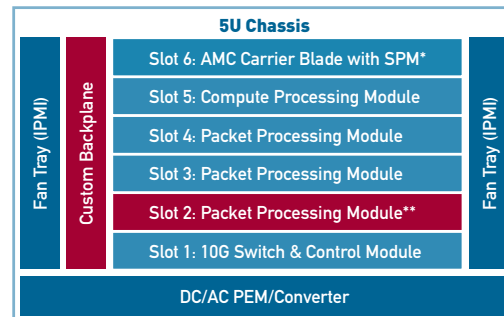 5U Chassis
Fan Tray (IPMI)
Custom Backplane
Slot 6: AMC Carrier Blade with SPM*
Slot 5: Compute Processing Module
Slot 4: Packet Processing Module
Slot 3: Packet Processing Module
Slot 2: Packet Processing Module**
Slot 1: 10G Switch & Control Module
Fan Tray (IPMI)
DC/AC PEM/Converter